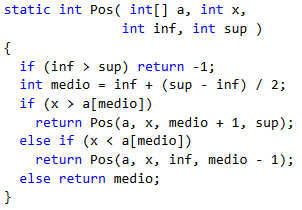 static int Pos( int[] a, int x,
                int inf, int sup )
{
  if (inf > sup) return -1;
  int medio = inf + (sup - inf) / 2;
  if (x > a[medio])
    return Pos(a, x, medio + 1, sup);
  else if (x < a[medio])
    return Pos(a, x, inf, medio - 1);
  else return medio;
}